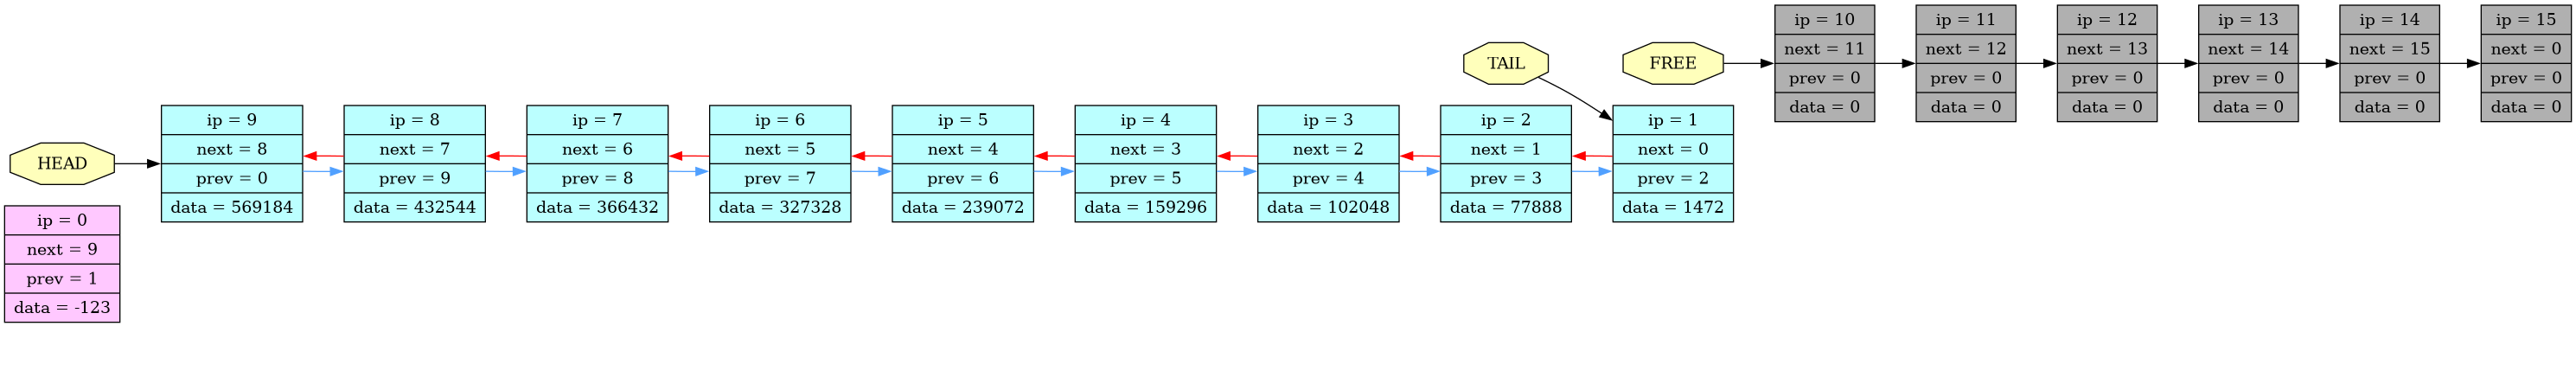 HEAD
ip = 0
next = 9
prev = 1
data = -123
ip = 9
next = 8
prev = 0
data = 569184
ip = 8
next = 7
prev = 9
data = 432544
ip = 7
next = 6
prev = 8
data = 366432
ip = 6
next = 5
prev = 7
data = 327328
ip = 5
next = 4
prev = 6
data = 239072
ip = 4
next = 3
prev = 5
data = 159296
ip = 3
next = 2
prev = 4
data = 102048
ip = 2
next = 1
prev = 3
data = 77888
TAIL
ip = 1
next = 0
prev = 2
data = 1472
FREE
ip = 10
next = 11
prev = 0
data = 0
ip = 11
next = 12
prev = 0
data = 0
ip = 12
next = 13
prev = 0
data = 0
ip = 13
next = 14
prev = 0
data = 0
ip = 14
next = 15
prev = 0
data = 0
ip = 15
next = 0
prev = 0
data = 0